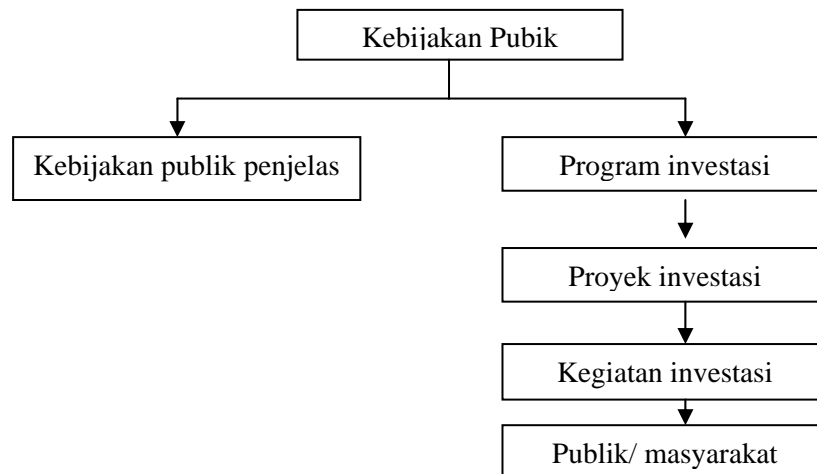 Kebijakan Pubik
Kebijakan publik penjelas
Program investasi
Proyek investasi
Kegiatan investasi
Publik/ masyarakat